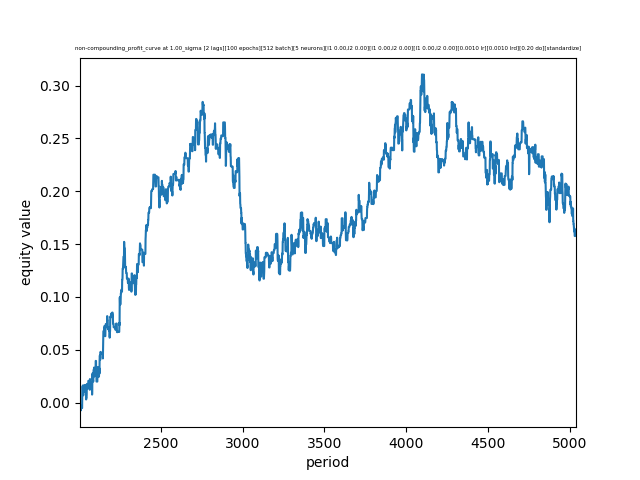 non-compounding_profit_curve at 1.00_sigma [2 lags][100 epochs][512 batch][5 neurons][l1 0.00,l2 0.00][l1 0.00,l2 0.00][l1 0.00,l2 0.00][0.0010 lr][0.0010 lrd][0.20 do][standardize]
0.30
0.25
0.20
0.15
0.10
0.05
0.00
equity value
2500 3000 3500 4000 4500 5000
period